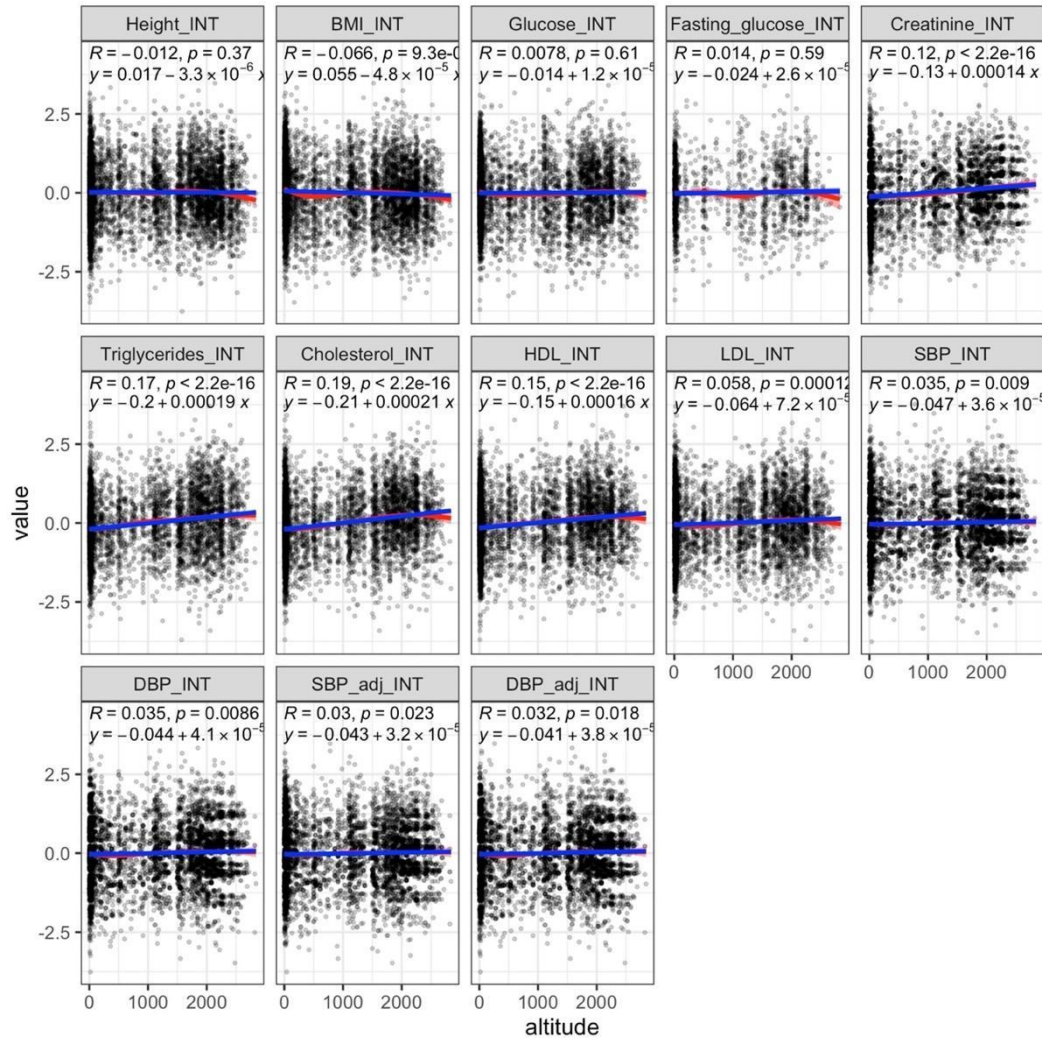 Height_INT
BMI_INT
Glucose_INT
Fasting_glucose_INT
Creatinine_INT
R = −0.012, p = 0.37
y = 0.017 − 3.3 × 10⁻⁶ x
R = −0.066, p = 9.3e-0
y = 0.055 − 4.8 × 10⁻⁵ x
R = 0.0078, p = 0.61
y = −0.014 + 1.2 × 10⁻⁵
R = 0.014, p = 0.59
y = −0.024 + 2.6 × 10⁻⁵
R = 0.12, p < 2.2e-16
y = −0.13 + 0.00014 x
2.5
0.0
-2.5
Triglycerides_INT
Cholesterol_INT
HDL_INT
LDL_INT
SBP_INT
R = 0.17, p < 2.2e-16
y = −0.2 + 0.00019 x
R = 0.19, p < 2.2e-16
y = −0.21 + 0.00021 x
R = 0.15, p < 2.2e-16
y = −0.15 + 0.00016 x
R = 0.058, p = 0.00012
y = −0.064 + 7.2 × 10⁻⁵
R = 0.035, p = 0.009
y = −0.047 + 3.6 × 10⁻⁵
2.5
0.0
-2.5
value
0 1000 2000
0 1000 2000
DBP_INT
SBP_adj_INT
DBP_adj_INT
R = 0.035, p = 0.0086
y = −0.044 + 4.1 × 10⁻⁵
R = 0.03, p = 0.023
y = −0.043 + 3.2 × 10⁻⁵
R = 0.032, p = 0.018
y = −0.041 + 3.8 × 10⁻⁵
2.5
0.0
-2.5
0 1000 2000
0 1000 2000
0 1000 2000
altitude